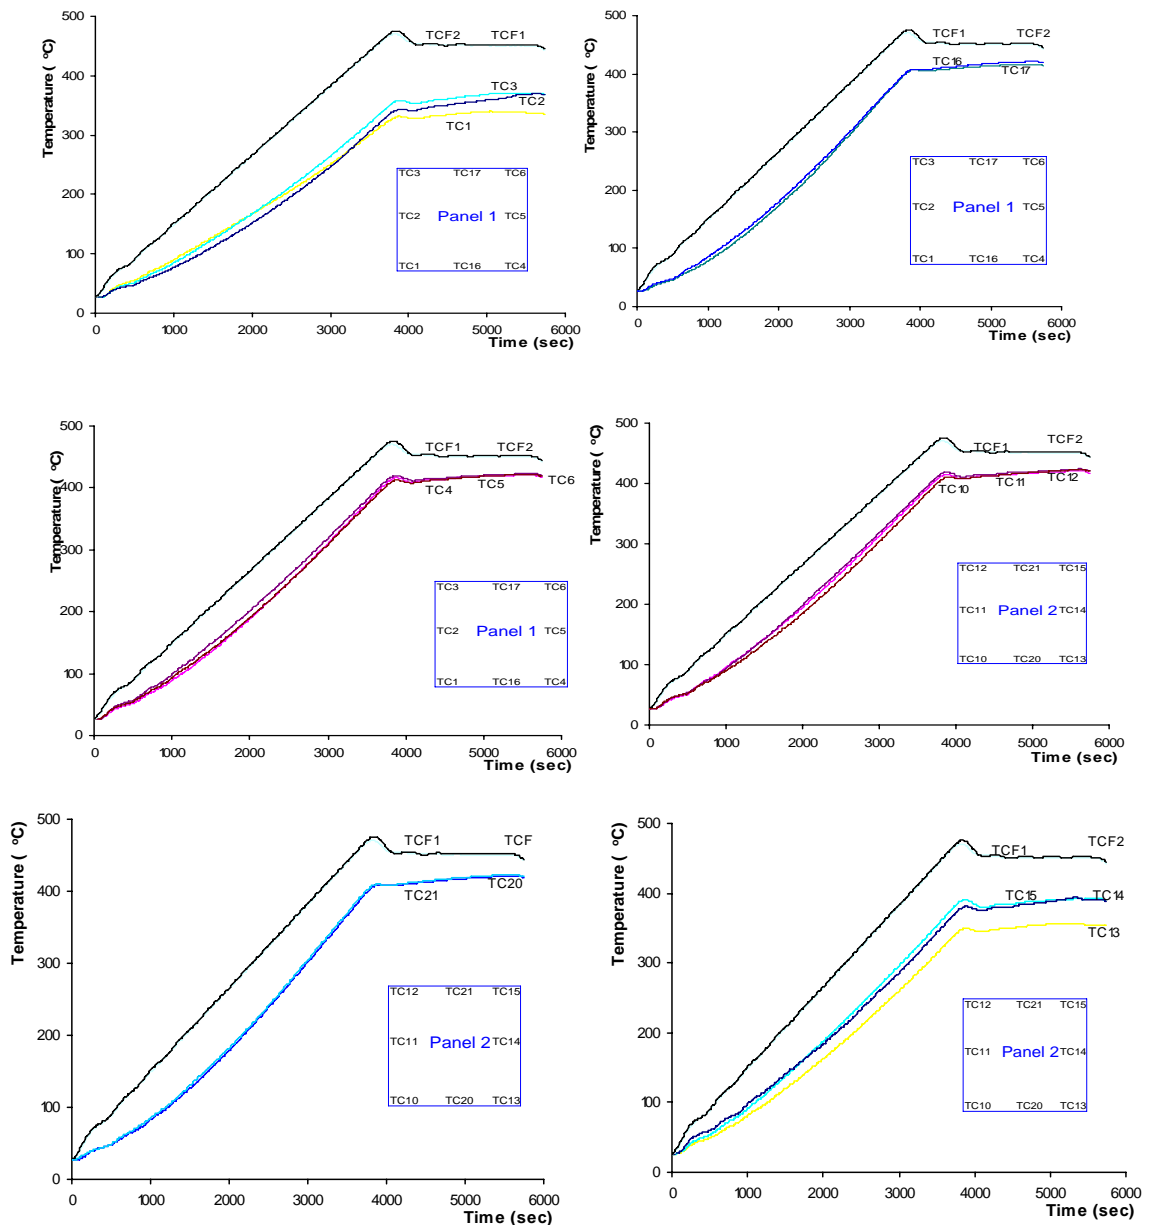 500
400
300
200
100
0
Temperature ( °C)
TCF2 TCF1
TC3
TC2
TC1
TC3 TC17 TC6
TC2 Panel 1 TC5
TC1 TC16 TC4
0 1000 2000 3000 4000 5000 6000
Time (sec)
500
400
300
200
100
0
Temperature ( °C)
TCF1 TCF2
TC16
TC17
TC3 TC17 TC6
TC2 Panel 1 TC5
TC1 TC16 TC4
0 1000 2000 3000 4000 5000 6000
Time (sec)
500
400
300
200
100
0
Temperature ( °C)
TCF1 TCF2
TC4 TC5 TC6
TC3 TC17 TC6
TC2 Panel 1 TC5
TC1 TC16 TC4
0 1000 2000 3000 4000 5000 6000
Time (sec)
500
400
300
200
100
0
Temperature ( °C)
TCF1 TCF2
TC10 TC11 TC12
TC12 TC21 TC15
TC11 Panel 2 TC14
TC10 TC20 TC13
0 1000 2000 3000 4000 5000 6000
Time (sec)
500
400
300
200
100
0
Temperature ( °C)
TCF1 TCF
TC21 TC20
TC12 TC21 TC15
TC11 Panel 2 TC14
TC10 TC20 TC13
0 1000 2000 3000 4000 5000 6000
Time (sec)
500
400
300
200
100
0
Temperature ( °C)
TCF1 TCF2
TC15 TC14
TC13
TC12 TC21 TC15
TC11 Panel 2 TC14
TC10 TC20 TC13
0 1000 2000 3000 4000 5000 6000
Time (sec)